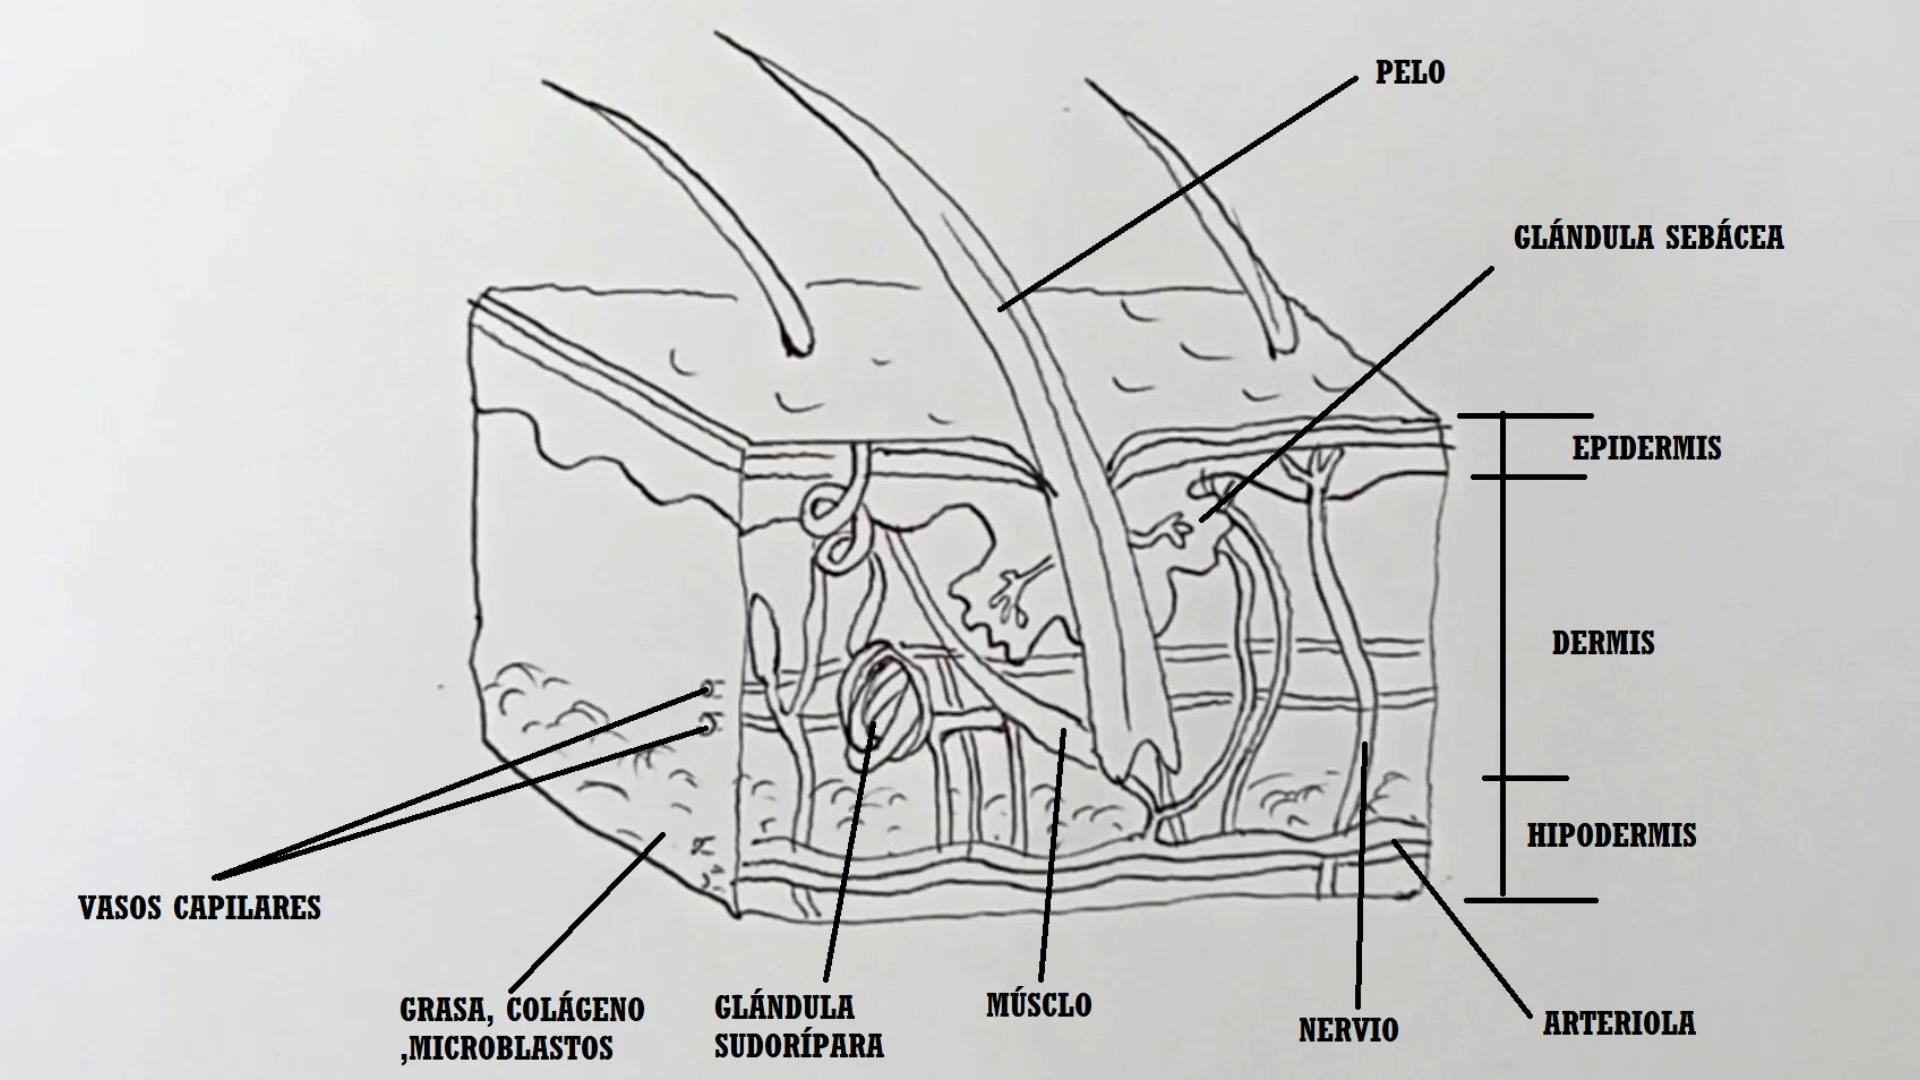 PELO
GLÁNDULA SEBÁCEA
EPIDERMIS
DERMIS
HIPODERMIS
VASOS CAPILARES
GRASA, COLÁGENO
,MICROBLASTOS
GLÁNDULA
SUDORÍPARA
MÚSCLO
NERVIO
ARTERIOLA